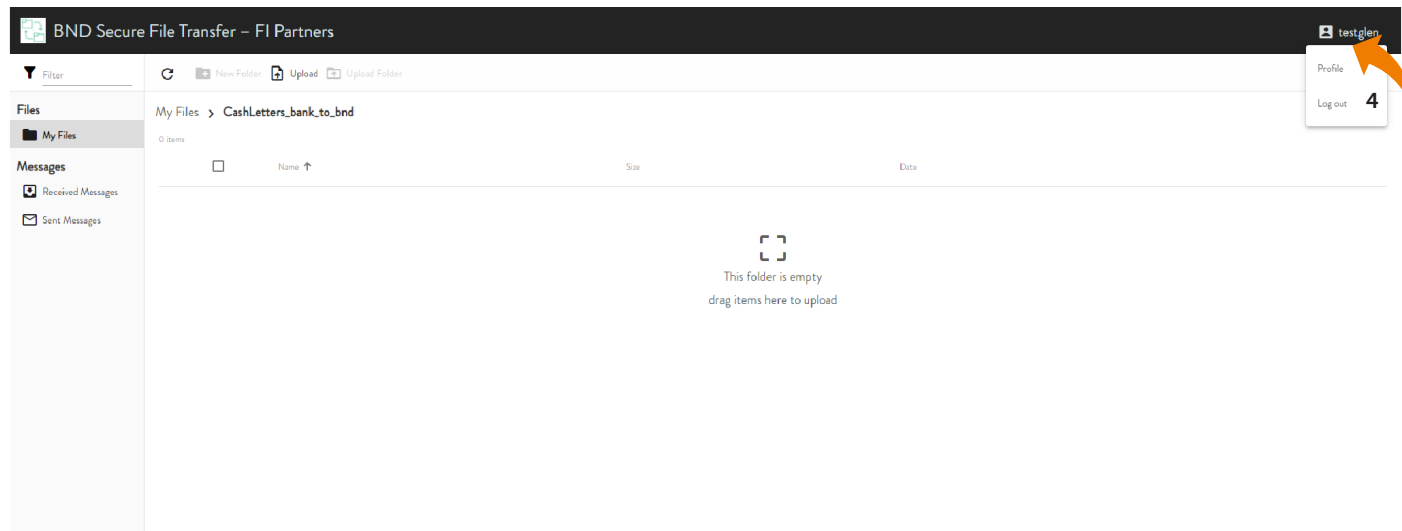 BND Secure File Transfer – FI Partners
testglen
Filter
New Folder Upload Upload Folder
Profile
Log out 4
Files
My Files
Messages
Received Messages
Sent Messages
My Files > CashLetters_bank_to_bnd
0 items
Name Size Date
This folder is empty
drag items here to upload